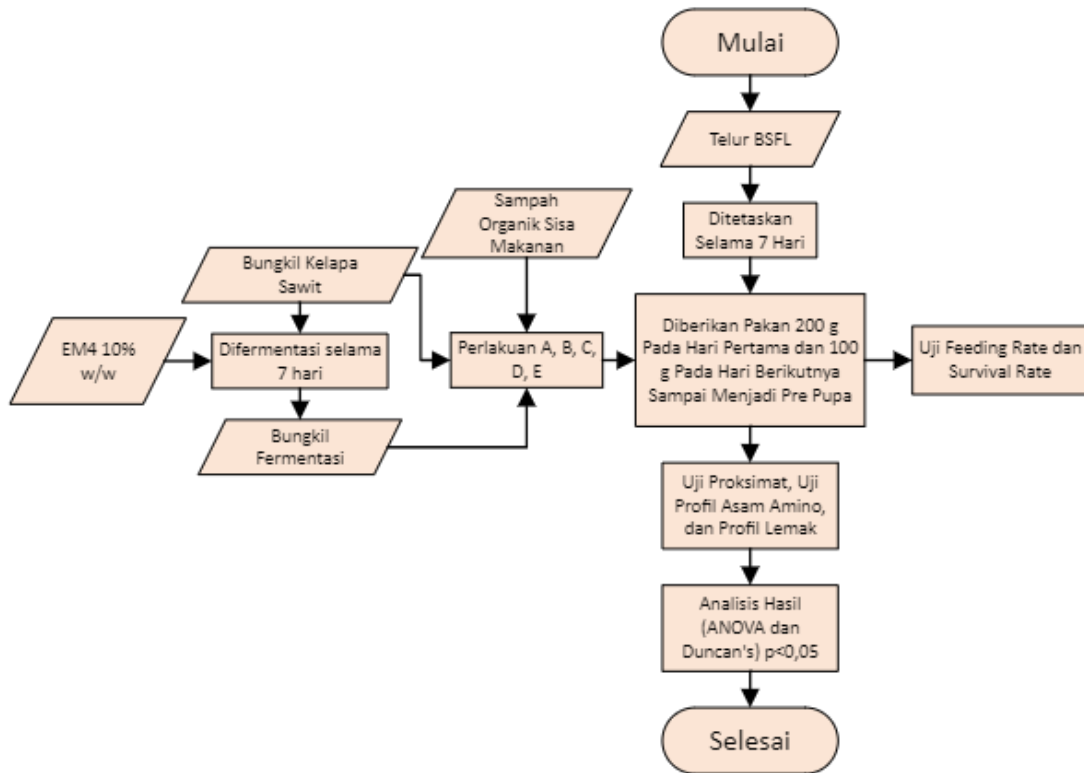 Mulai
Telur BSFL
Ditetaskan
Selama 7 Hari
Sampah
Organik Sisa
Makanan
Bungkil Kelapa
Sawit
EM4 10%
w/w
Difermentasi selama
7 hari
Bungkil
Fermentasi
Perlakuan A, B, C,
D, E
Diberikan Pakan 200 g
Pada Hari Pertama dan 100
g Pada Hari Berikutnya
Sampai Menjadi Pre Pupa
Uji Feeding Rate dan
Survival Rate
Uji Proksimat, Uji
Profil Asam Amino,
dan Profil Lemak
Analisis Hasil
(ANOVA dan
Duncan's) p<0,05
Selesai